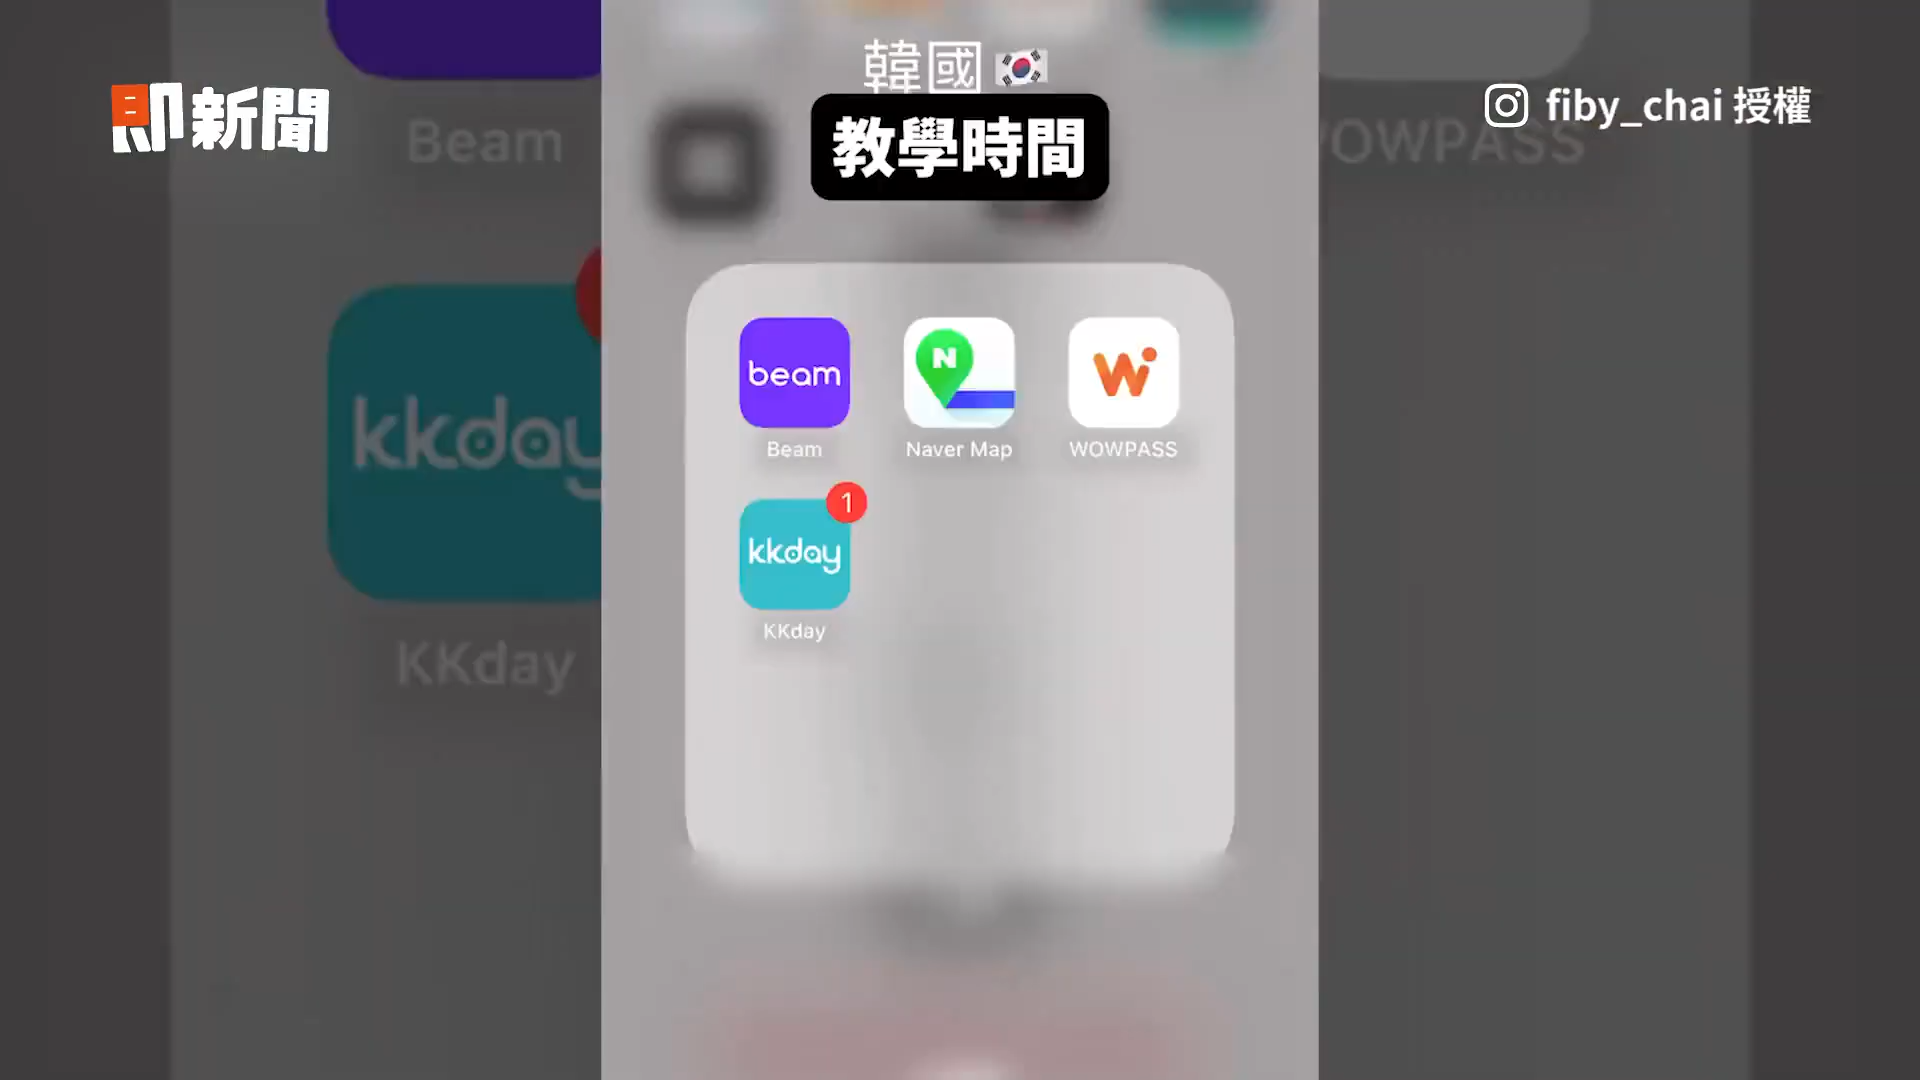 即新聞
fiby_chai 授權
韓國🇰🇷
教學時間
beam
N
W
Beam
Naver Map
WOWPASS
1
kkday
KKday
Beam
WOWPASS
kkday
KKday